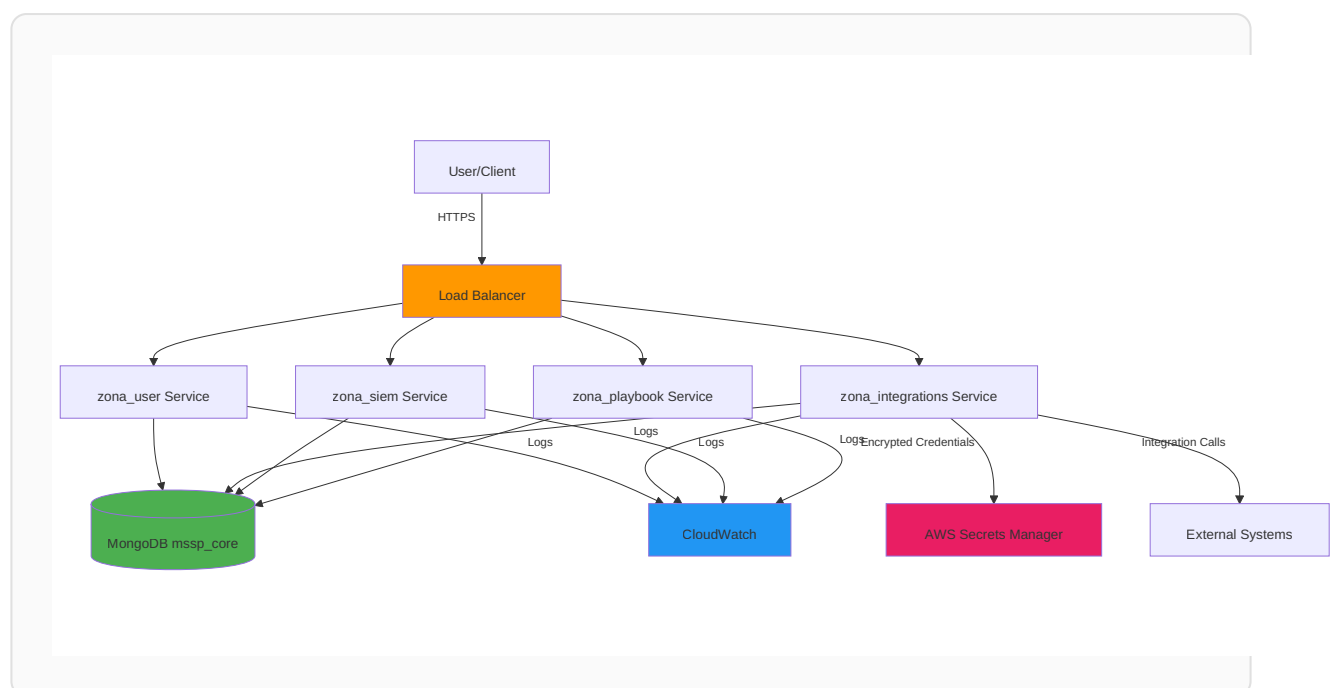 User/Client
HTTPS
Load Balancer
zona_user Service
zona_siem Service
zona_playbook Service
zona_integrations Service
Logs
Logs
Logs
Logs
Encrypted Credentials
Integration Calls
MongoDB mssp_core
CloudWatch
AWS Secrets Manager
External Systems